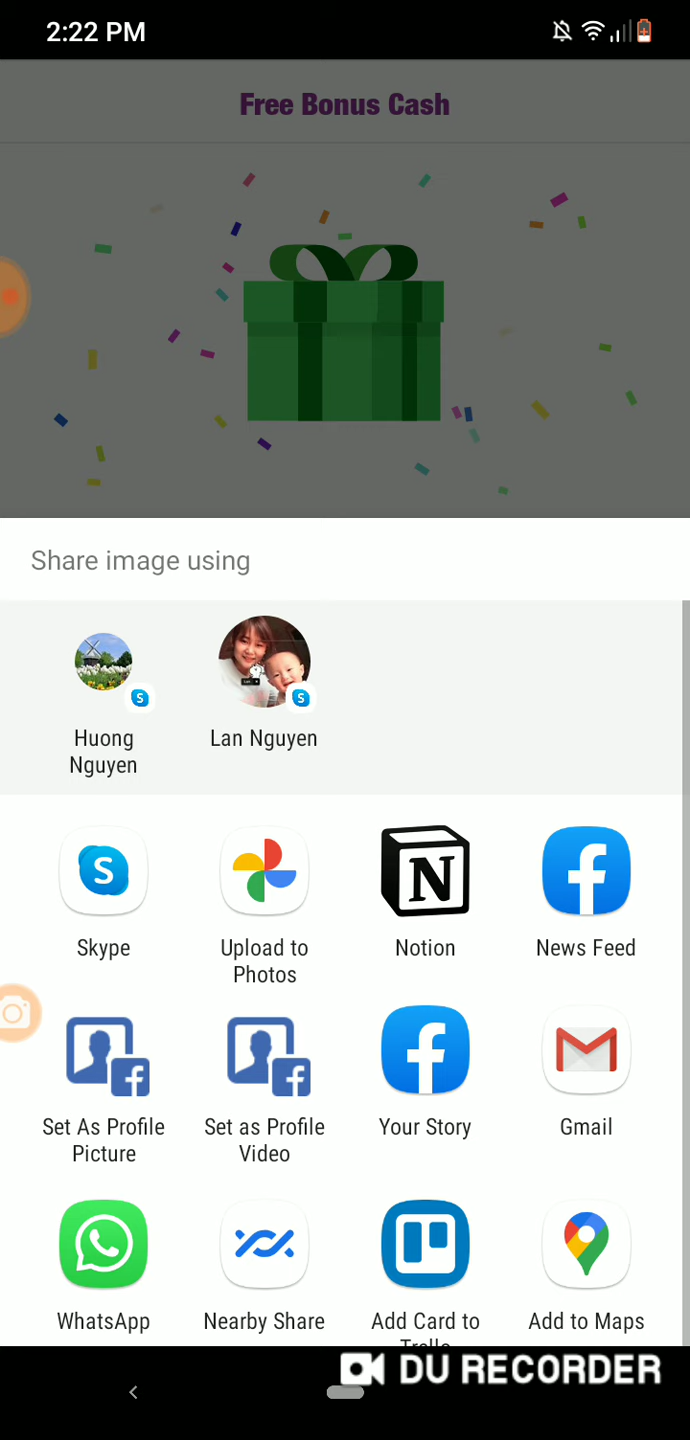 2:22 PM
Free Bonus Cash
Share image using
Huong
Nguyen
Lan Nguyen
Skype
Upload to
Photos
Notion
News Feed
Set As Profile
Picture
Set as Profile
Video
Your Story
Gmail
WhatsApp
Nearby Share
Add Card to
Trello
Add to Maps
DU RECORDER